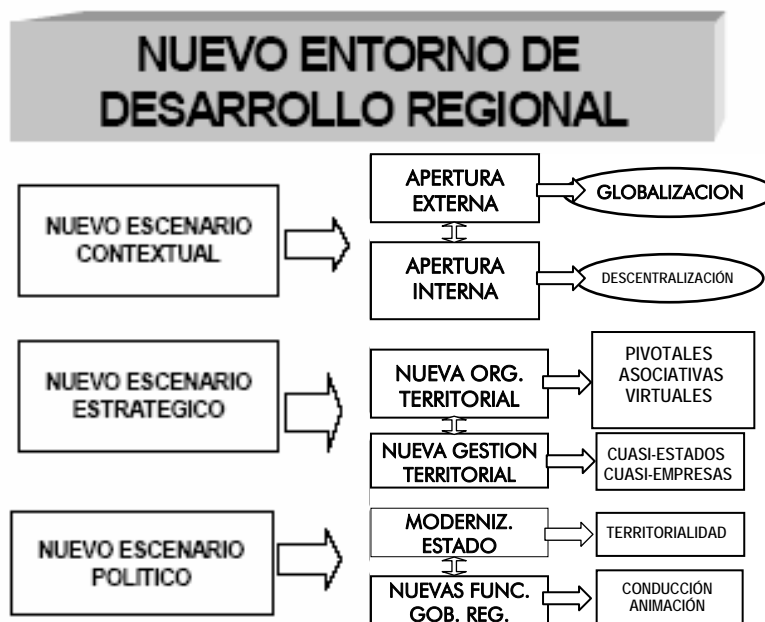 NUEVO ENTORNO DE
DESARROLLO REGIONAL
NUEVO ESCENARIO
CONTEXTUAL
APERTURA
EXTERNA
GLOBALIZACION
APERTURA
INTERNA
DESCENTRALIZACIÓN
NUEVO ESCENARIO
ESTRATEGICO
NUEVA ORG.
TERRITORIAL
PIVOTALES
ASOCIATIVAS
VIRTUALES
NUEVA GESTION
TERRITORIAL
CUASI-ESTADOS
CUASI-EMPRESAS
NUEVO ESCENARIO
POLITICO
MODERNIZ.
ESTADO
TERRITORIALIDAD
NUEVAS FUNC.
GOB. REG.
CONDUCCIÓN
ANIMACIÓN